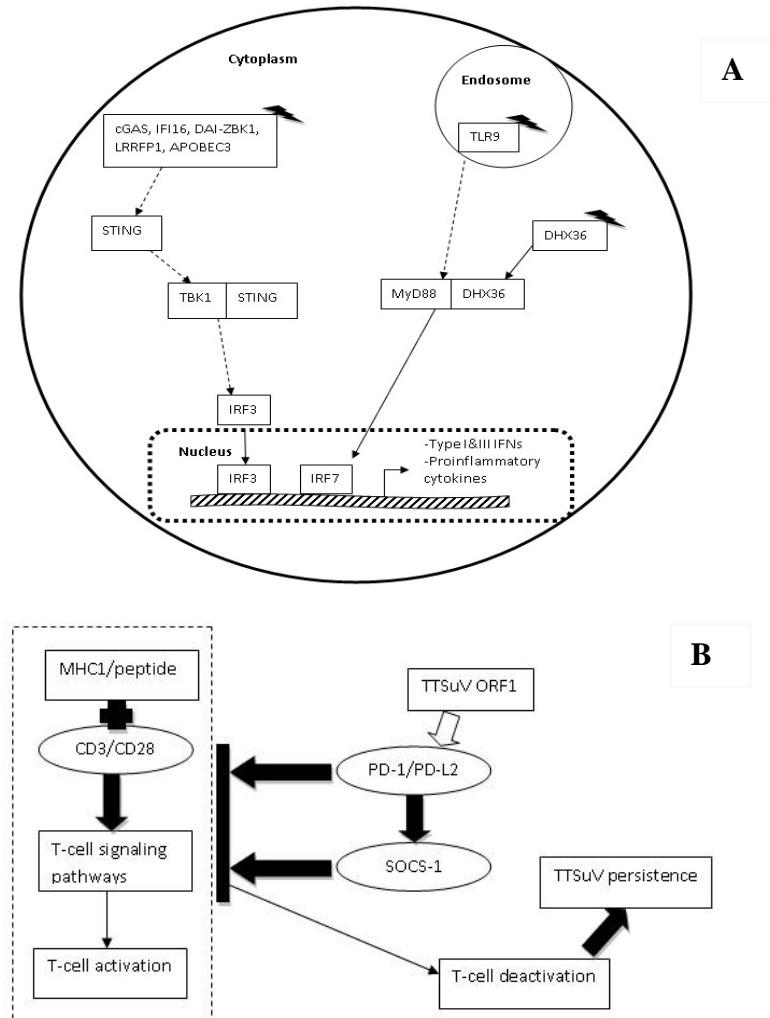 A
Cytoplasm
Endosome
cGAS, IFI16, DAI-ZBK1,
LRRFP1, APOBEC3
TLR9
STING
DHX36
TBK1 STING
MyD88 DHX36
IRF3
Nucleus
IRF3
IRF7
-Type I&III IFNs
-Proinflammatory
cytokines
B
MHC1/peptide
CD3/CD28
T-cell signaling
pathways
T-cell activation
TTSuV ORF1
PD-1/PD-L2
SOCS-1
TTSuV persistence
T-cell deactivation